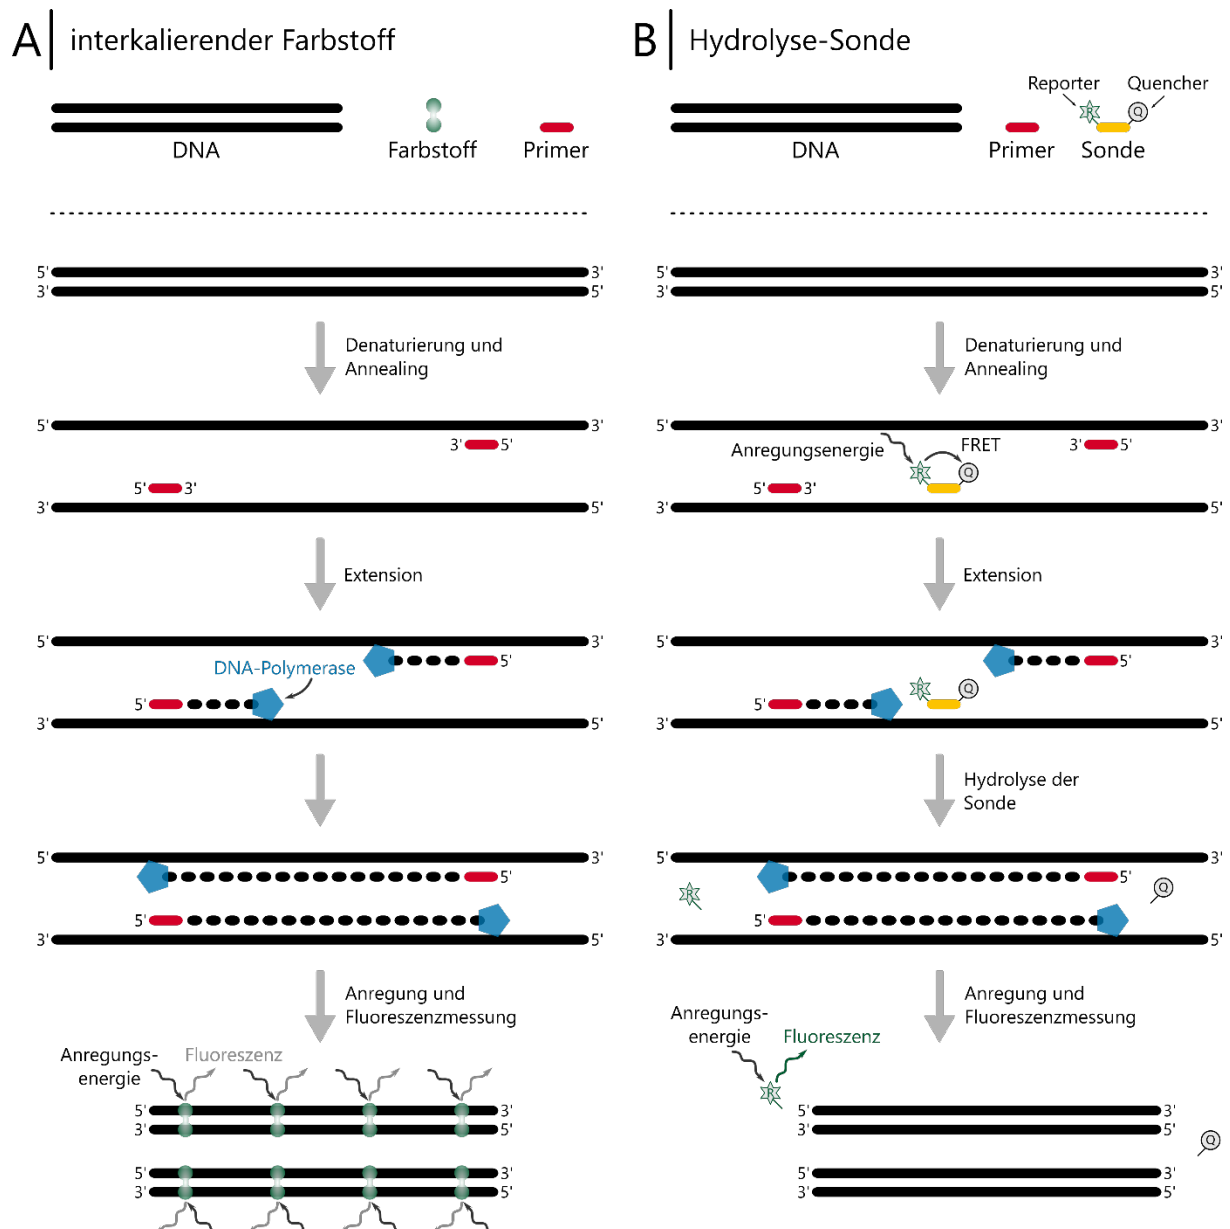 A interkalierender Farbstoff
DNA
Farbstoff
Primer
5' 3'
3' 5'
Denaturierung und
Annealing
5' 3'
3' 5'
5' 3'
3' 5'
Extension
5' 3'
5'
DNA-Polymerase
5'
3' 5'
5' 3'
5'
5'
3' 5'
Anregung und
Fluoreszenzmessung
Anregungs-
energie
Fluoreszenz
5' 3'
3' 5'
5' 3'
3' 5'
B Hydrolyse-Sonde
Reporter
Quencher
R
Q
DNA
Primer
Sonde
5' 3'
3' 5'
Denaturierung und
Annealing
5' 3'
Anregungsenergie
FRET
3' 5'
R
Q
5' 3'
3' 5'
Extension
5' 3'
5'
R
Q
5'
3' 5'
Hydrolyse der
Sonde
5' 3'
5'
R
Q
5'
3' 5'
Anregung und
Fluoreszenzmessung
Anregungs-
energie
Fluoreszenz
R
5' 3'
3' 5'
Q
5' 3'
3' 5'